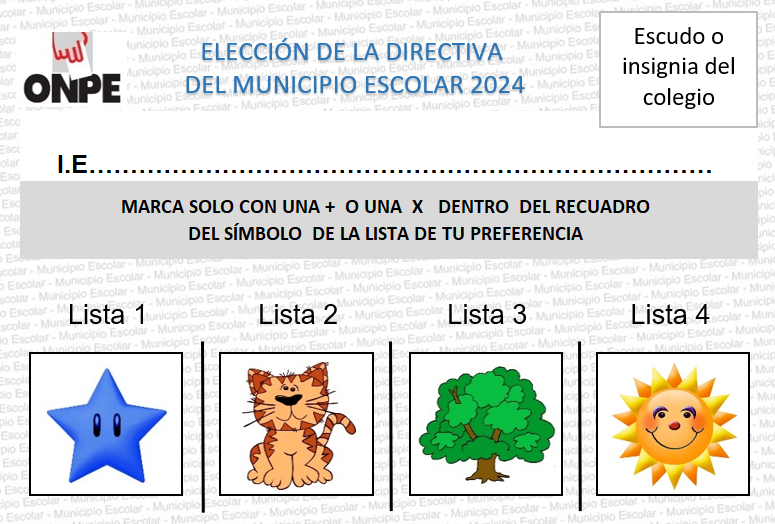 ONPE
ELECCIÓN DE LA DIRECTIVA
DEL MUNICIPIO ESCOLAR 2024
Escudo o
insignia del
colegio
I.E.…………………………………………………………………
MARCA SOLO CON UNA + O UNA X DENTRO DEL RECUADRO
DEL SÍMBOLO DE LA LISTA DE TU PREFERENCIA
Lista 1 Lista 2 Lista 3 Lista 4